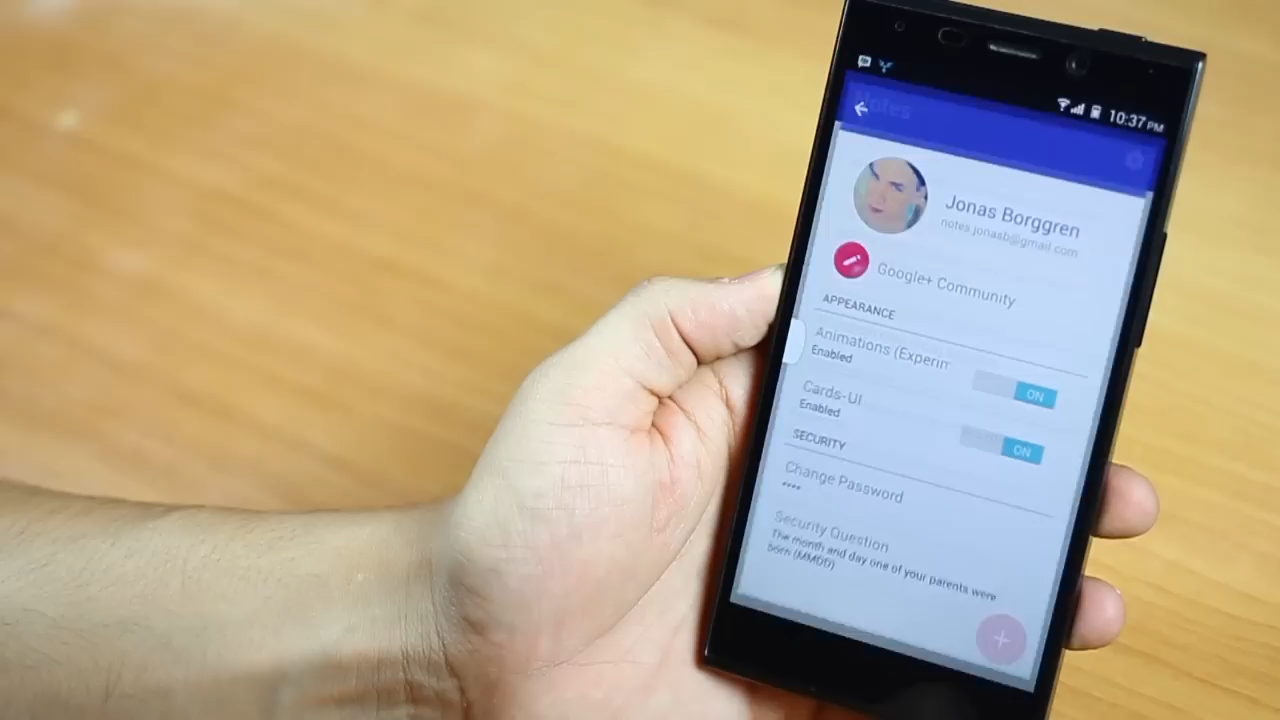 10:37 PM
Notes
Jonas Borggren
notes.jonasb@gmail.com
Google+ Community
APPEARANCE
Animations (Experim
Enabled
ON
Cards-UI
Enabled
ON
SECURITY
Change Password
****
Security Question
The month and day one of your parents were
born (MMDD)